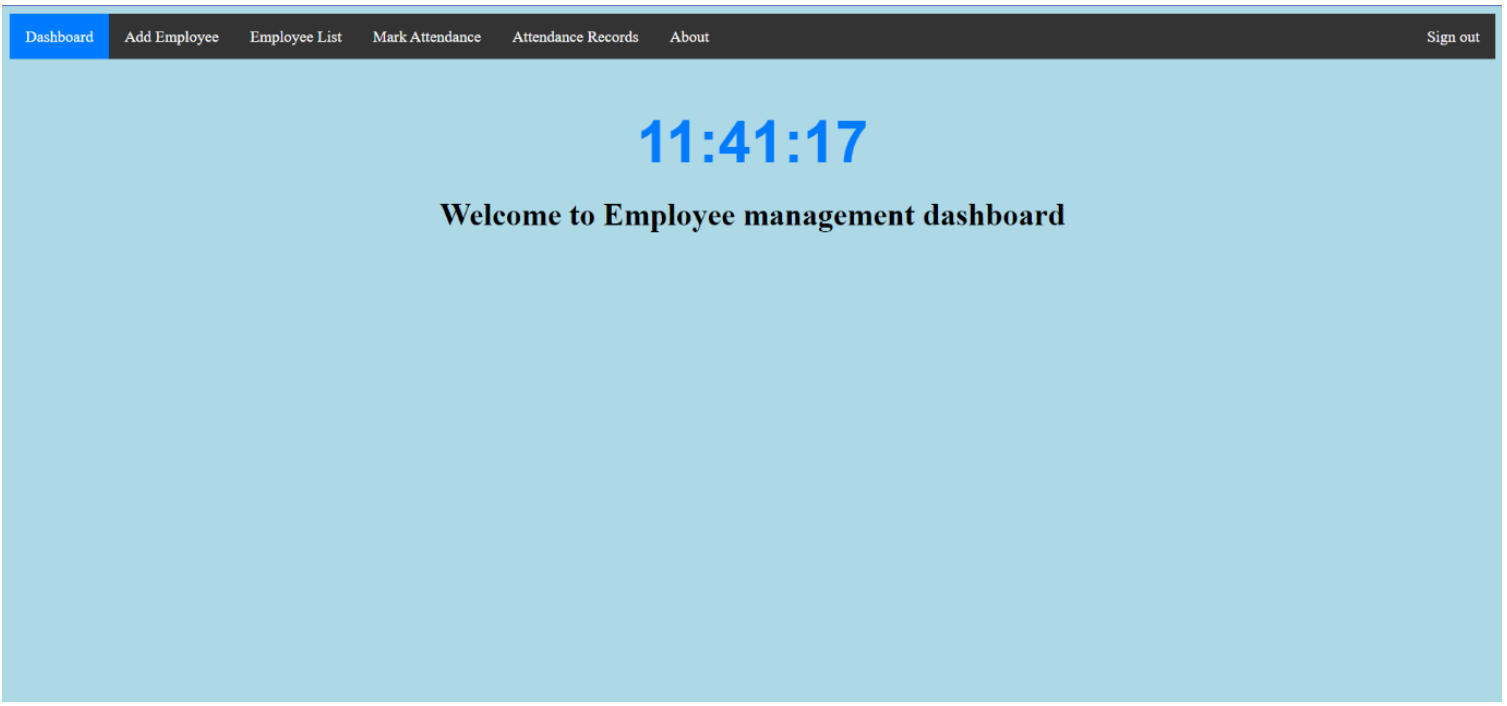 Dashboard Add Employee Employee List Mark Attendance Attendance Records About Sign out
11:41:17
Welcome to Employee management dashboard